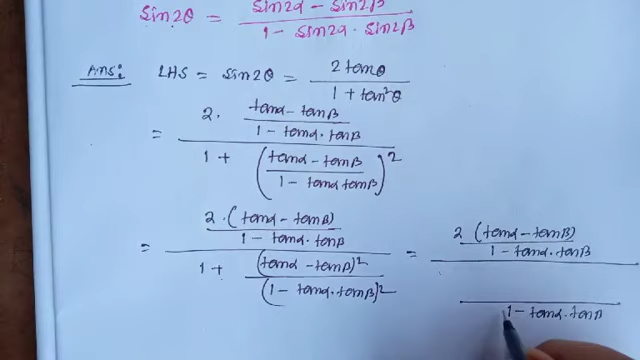 sin2θ = sin2α - sin2β / 1 - sin2α · sin2β
Ans: LHS = sin2θ = 2 tanθ / 1 + tan²θ
= 2 · tanα - tanβ / 1 - tanα · tanβ / 1 + (tanα - tanβ / 1 - tanα tanβ)²
= 2 · (tanα - tanβ) / 1 - tanα · tanβ / 1 + (tanα - tanβ)² / (1 - tanα · tanβ)² = 2 (tanα - tanβ) / 1 - tanα · tanβ / 1 - tanα · tanβ